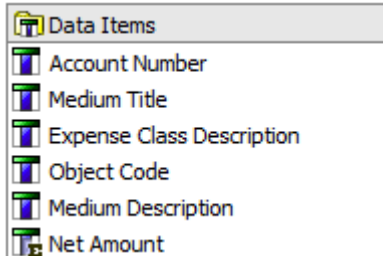 Data Items
Account Number
Medium Title
Expense Class Description
Object Code
Medium Description
Net Amount